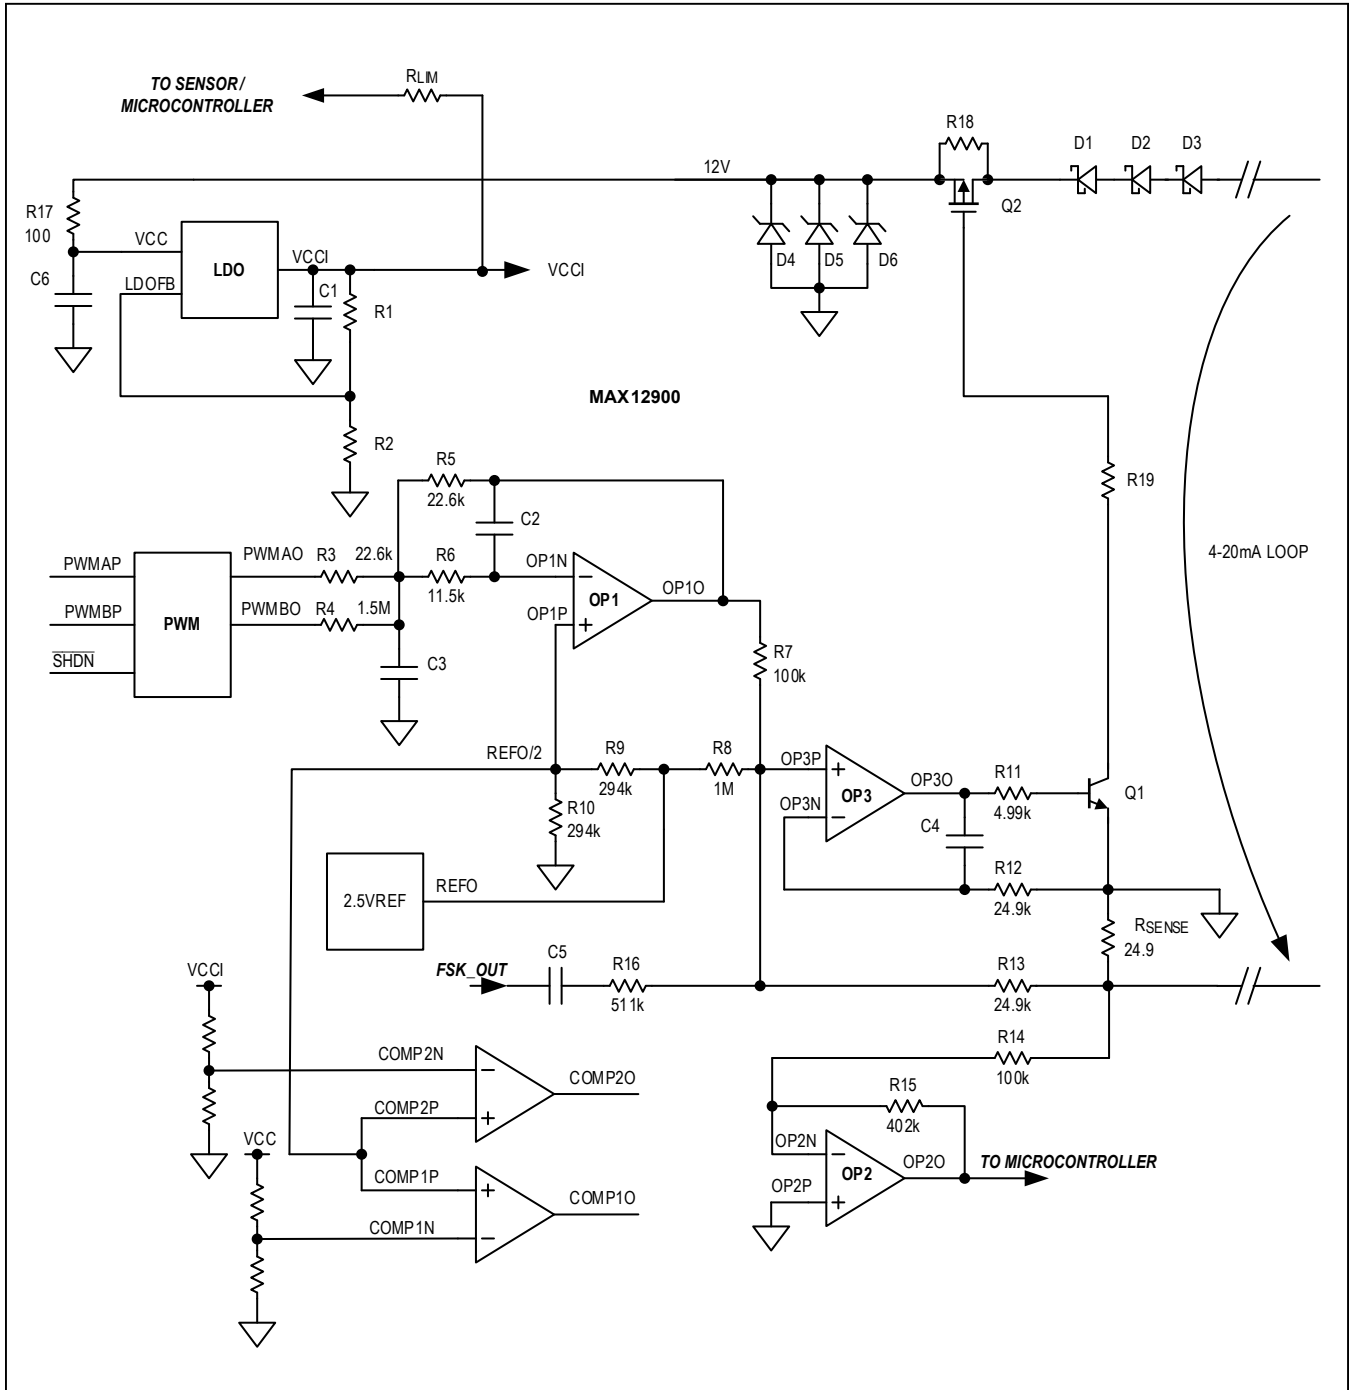 TO SENSOR/
MICROCONTROLLER
RLIM
R18
D1
D2
D3
12V
Q2
R17
100
VCC
LDO
VCCI
VCCI
LDOFB
C6
C1
R1
D4
D5
D6
MAX12900
R2
R5
22.6k
C2
R19
4-20mA LOOP
PWMAP
PWMAO
R3
22.6k
R6
11.5k
OP1N
OP1
OP1O
PWMBP
PWM
PWMBO
R4
1.5M
OP1P
SHDN
C3
R7
100k
REFO/2
R9
294k
R8
1M
OP3P
OP3
OP3O
R11
4.99k
Q1
R10
294k
OP3N
C4
2.5VREF
REFO
R12
24.9k
RSENSE
24.9
FSK_OUT
C5
R16
511k
R13
24.9k
VCCI
R14
100k
COMP2N
COMP2O
COMP2P
R15
402k
VCC
OP2N
OP2
OP2O
TO MICROCONTROLLER
COMP1P
OP2P
COMP1O
COMP1N